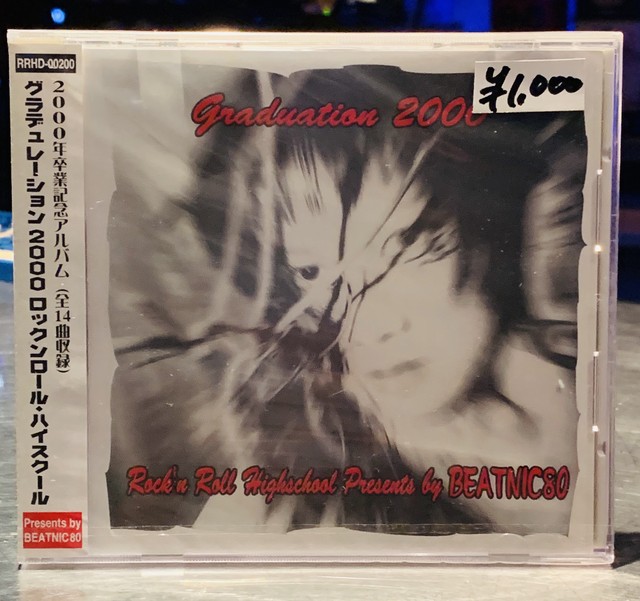 RRHD-00200
2000年卒業記念アルバム（全14曲収録）
グラデュレーション2000 ロックンロール・ハイスクール
Presents by
BEATNIC80
¥1,000
Graduation 2000
Rock'n Roll Highschool Presents by BEATNIC80